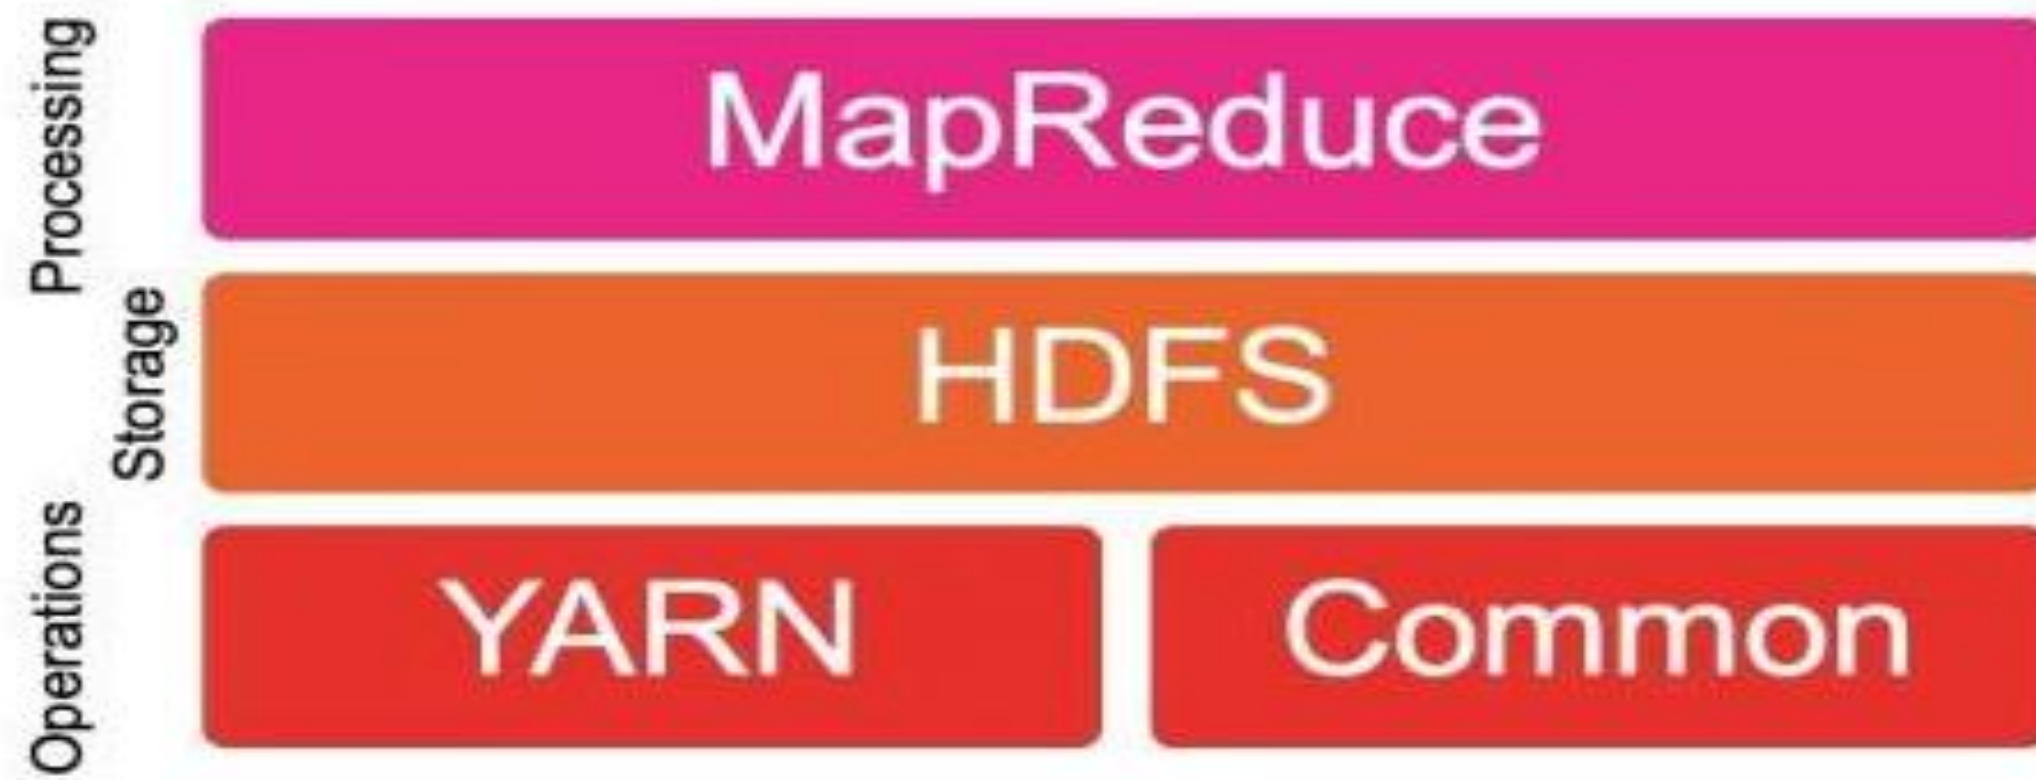 Processing
MapReduce
Storage
HDFS
Operations
YARN
Common